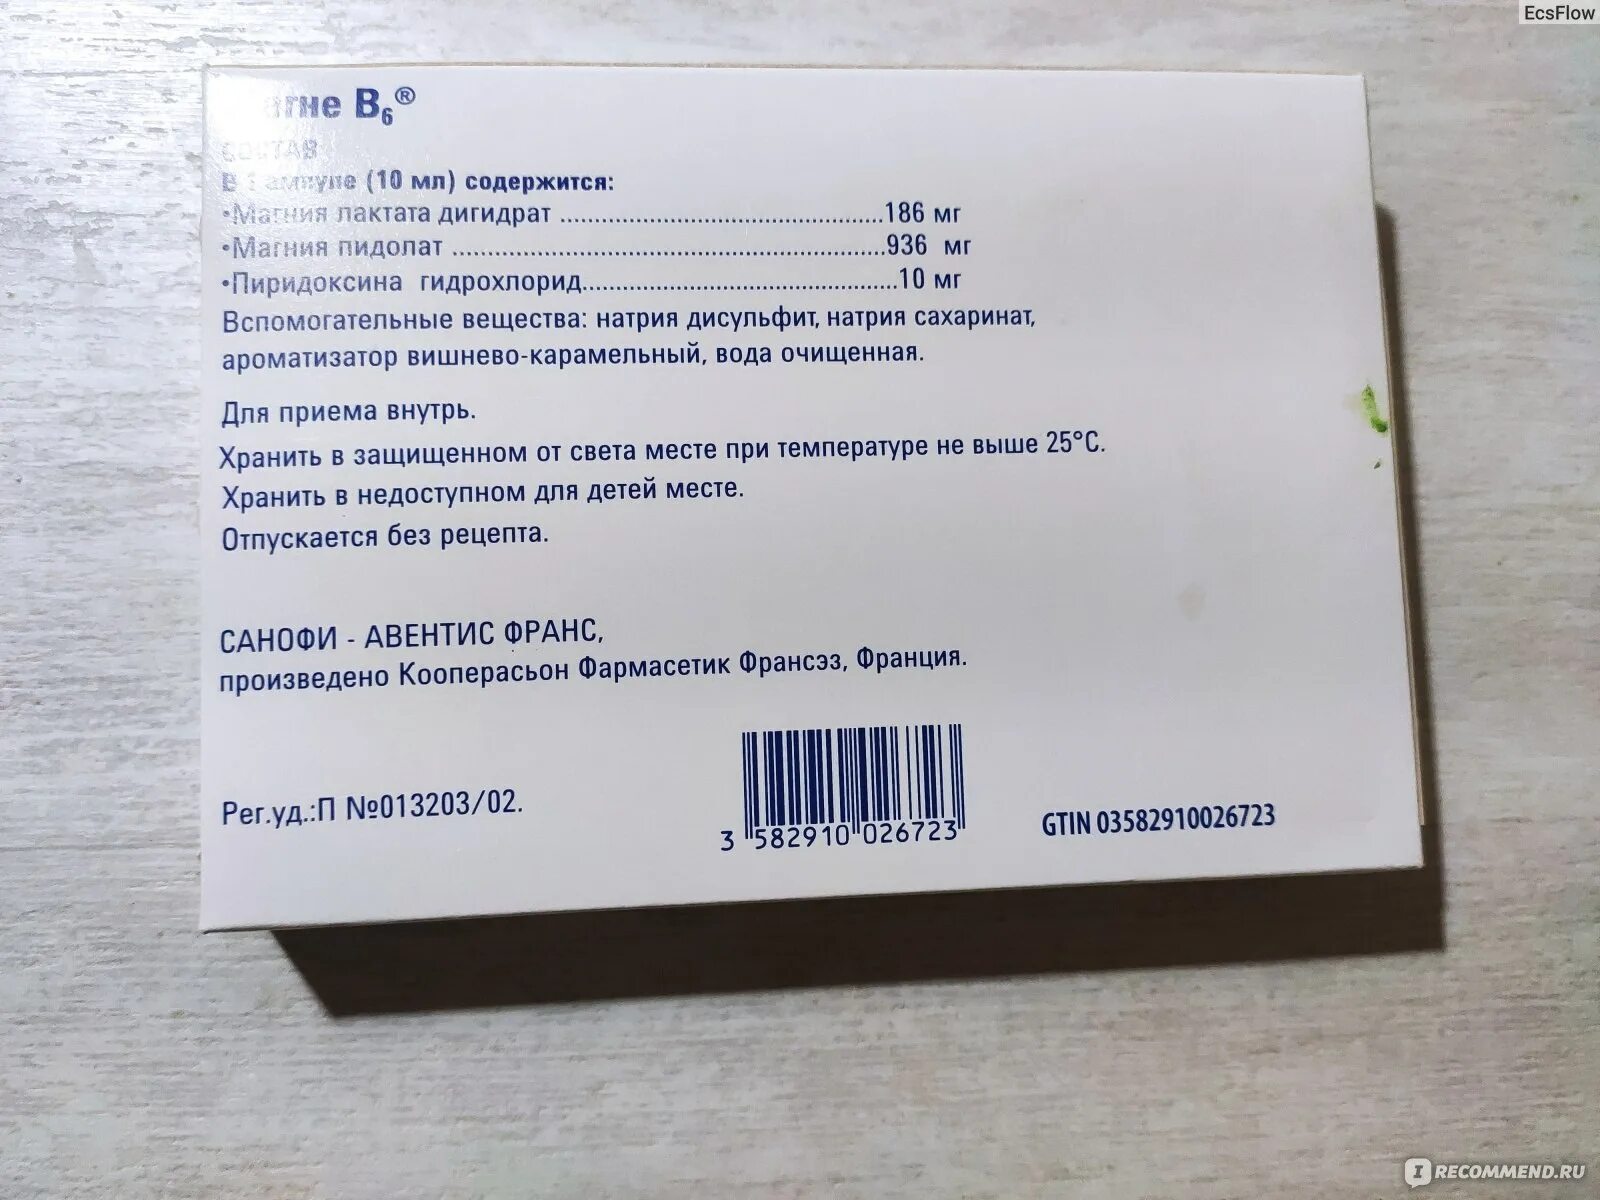 EcsFlow
Магне B6®
СОСТАВ
В 1 ампуле (10 мл) содержится:
•Магния лактата дигидрат ........................................186 мг
•Магния пидолат ......................................................936 мг
•Пиридоксина гидрохлорид.......................................10 мг
Вспомогательные вещества: натрия дисульфит, натрия сахаринат,
ароматизатор вишнево-карамельный, вода очищенная.
Для приема внутрь.
Хранить в защищенном от света месте при температуре не выше 25°C.
Хранить в недоступном для детей месте.
Отпускается без рецепта.
САНОФИ - АВЕНТИС ФРАНС,
произведено Кооперасьон Фармасетик Франсэз, Франция.
Рег.уд.:П №013203/02.
3 582910 026723
GTIN 03582910026723
IRECOMMEND.RU